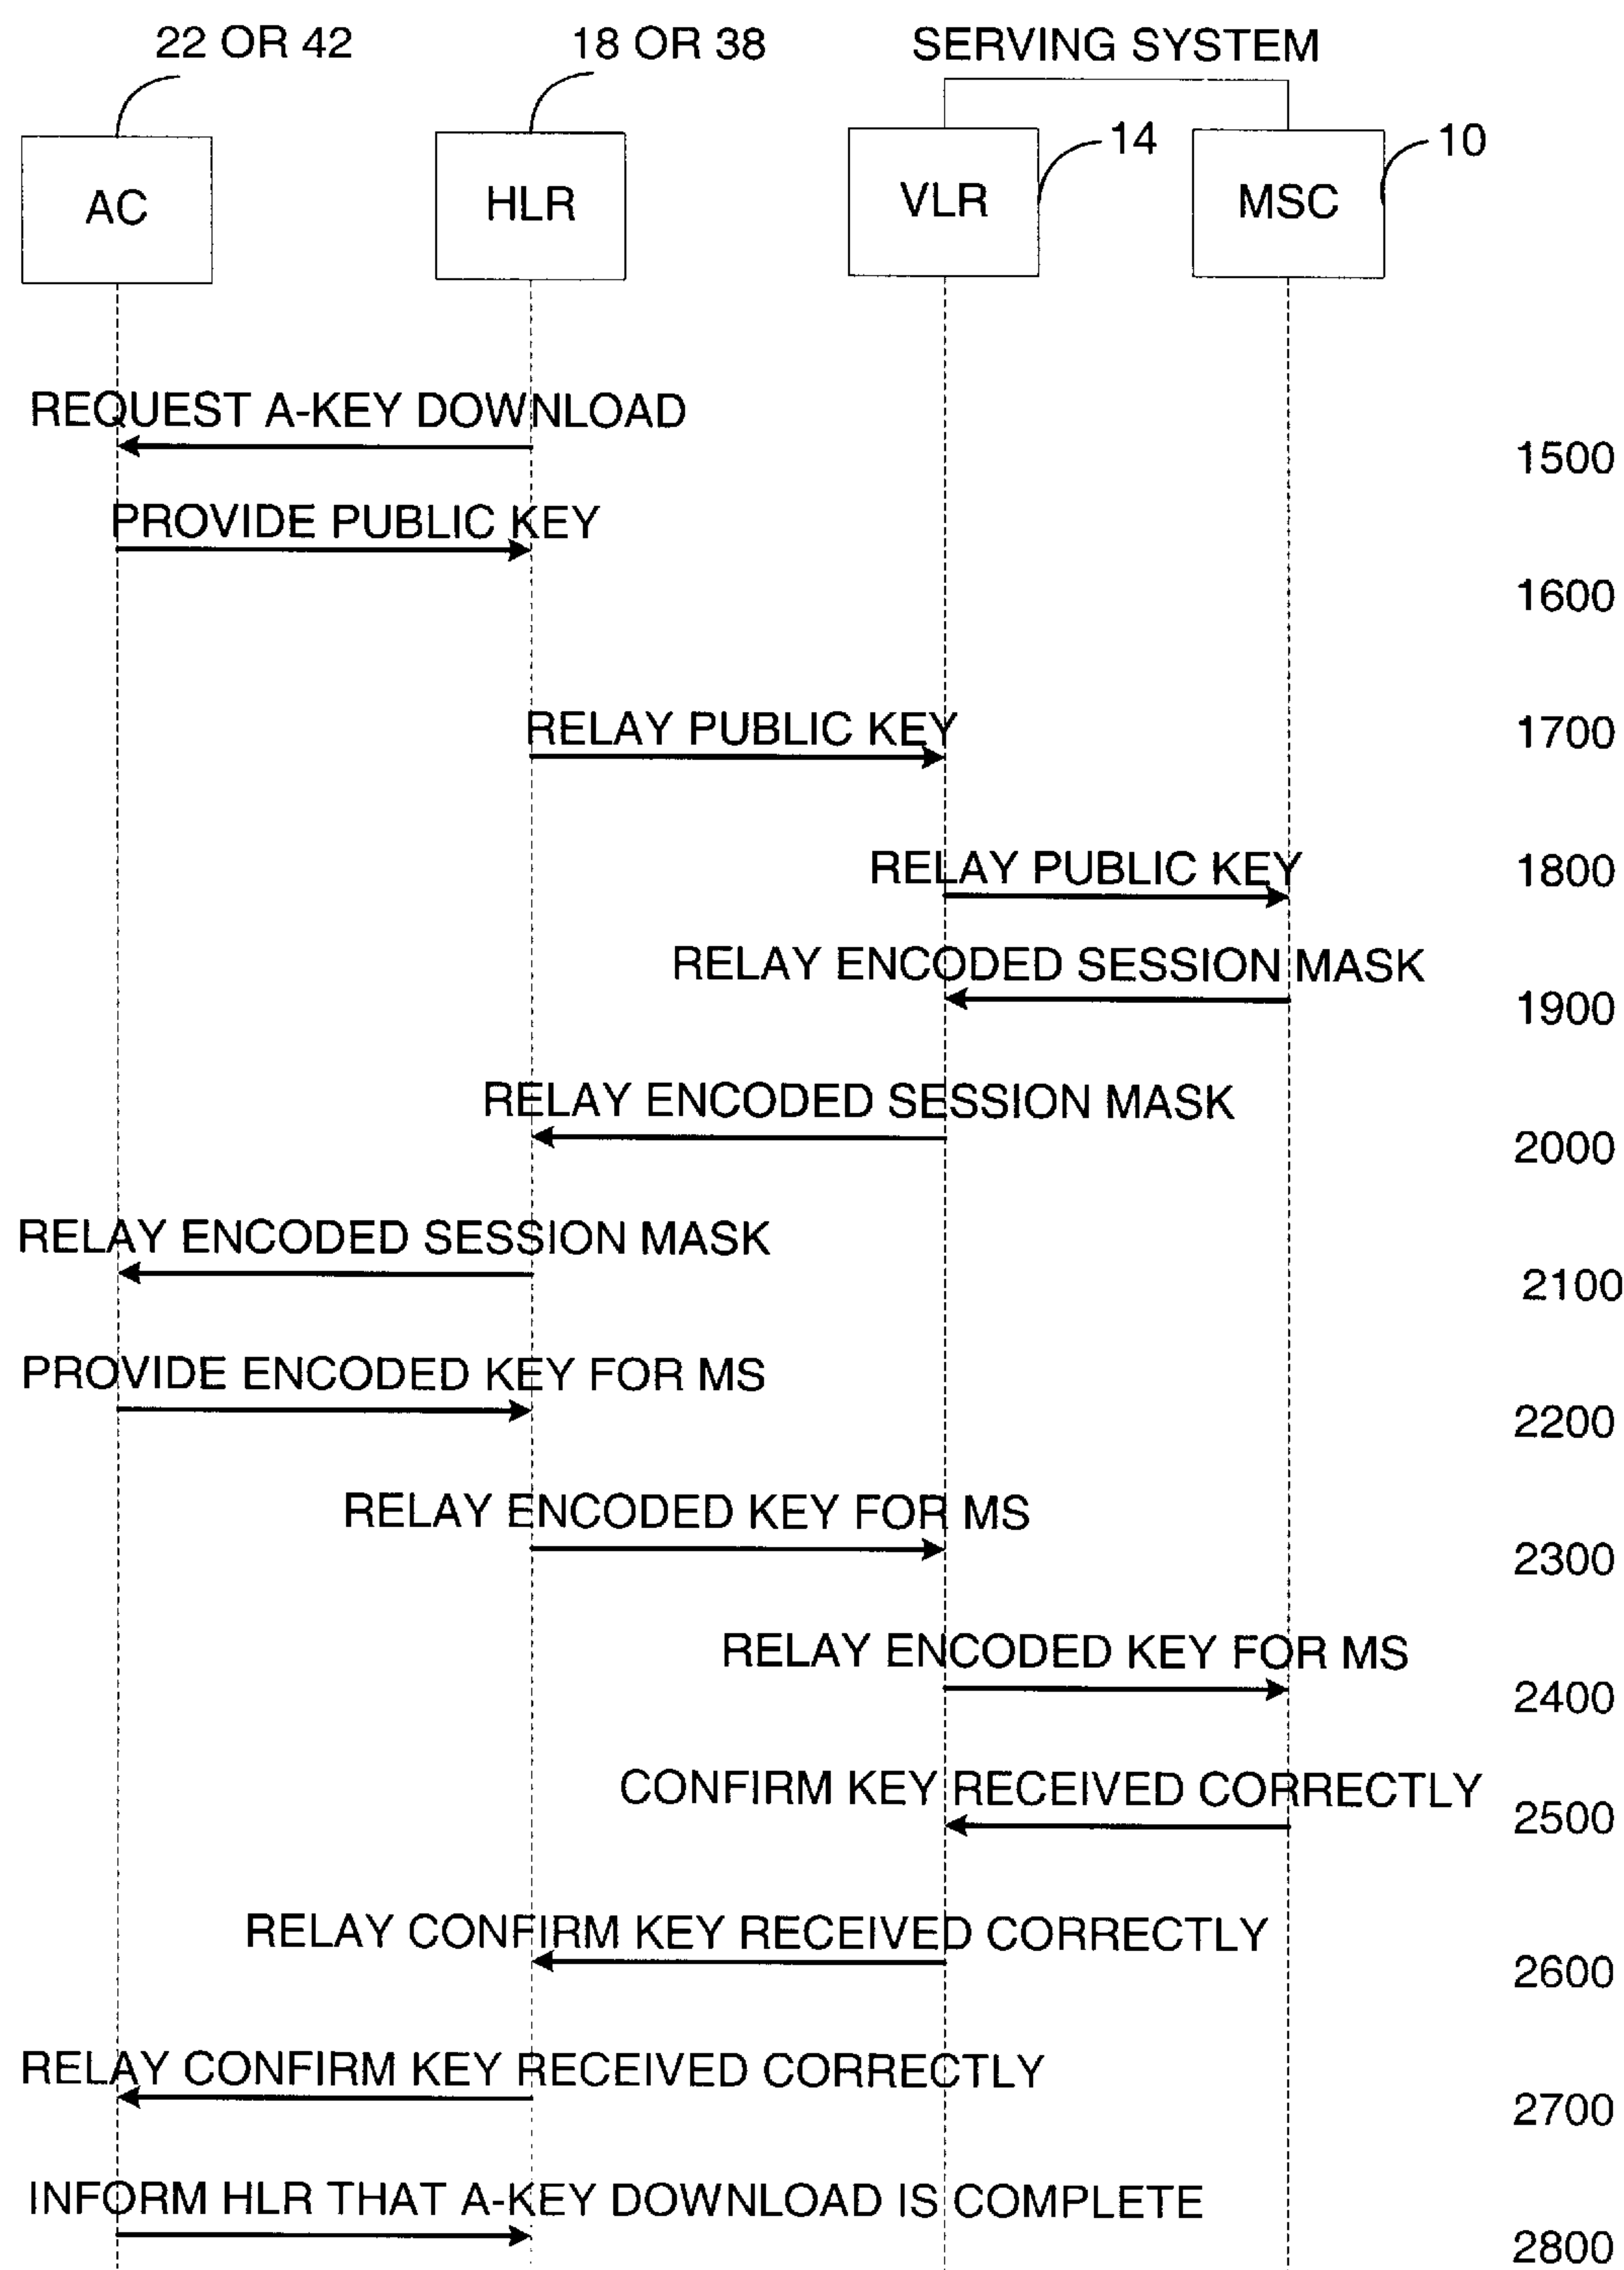 22 OR 42
18 OR 38
SERVING SYSTEM
14
10
AC
HLR
VLR
MSC
REQUEST A-KEY DOWNLOAD
1500
PROVIDE PUBLIC KEY
1600
RELAY PUBLIC KEY
1700
RELAY PUBLIC KEY
1800
RELAY ENCODED SESSION MASK
1900
RELAY ENCODED SESSION MASK
2000
RELAY ENCODED SESSION MASK
2100
PROVIDE ENCODED KEY FOR MS
2200
RELAY ENCODED KEY FOR MS
2300
RELAY ENCODED KEY FOR MS
2400
CONFIRM KEY RECEIVED CORRECTLY
2500
RELAY CONFIRM KEY RECEIVED CORRECTLY
2600
RELAY CONFIRM KEY RECEIVED CORRECTLY
2700
INFORM HLR THAT A-KEY DOWNLOAD IS COMPLETE
2800